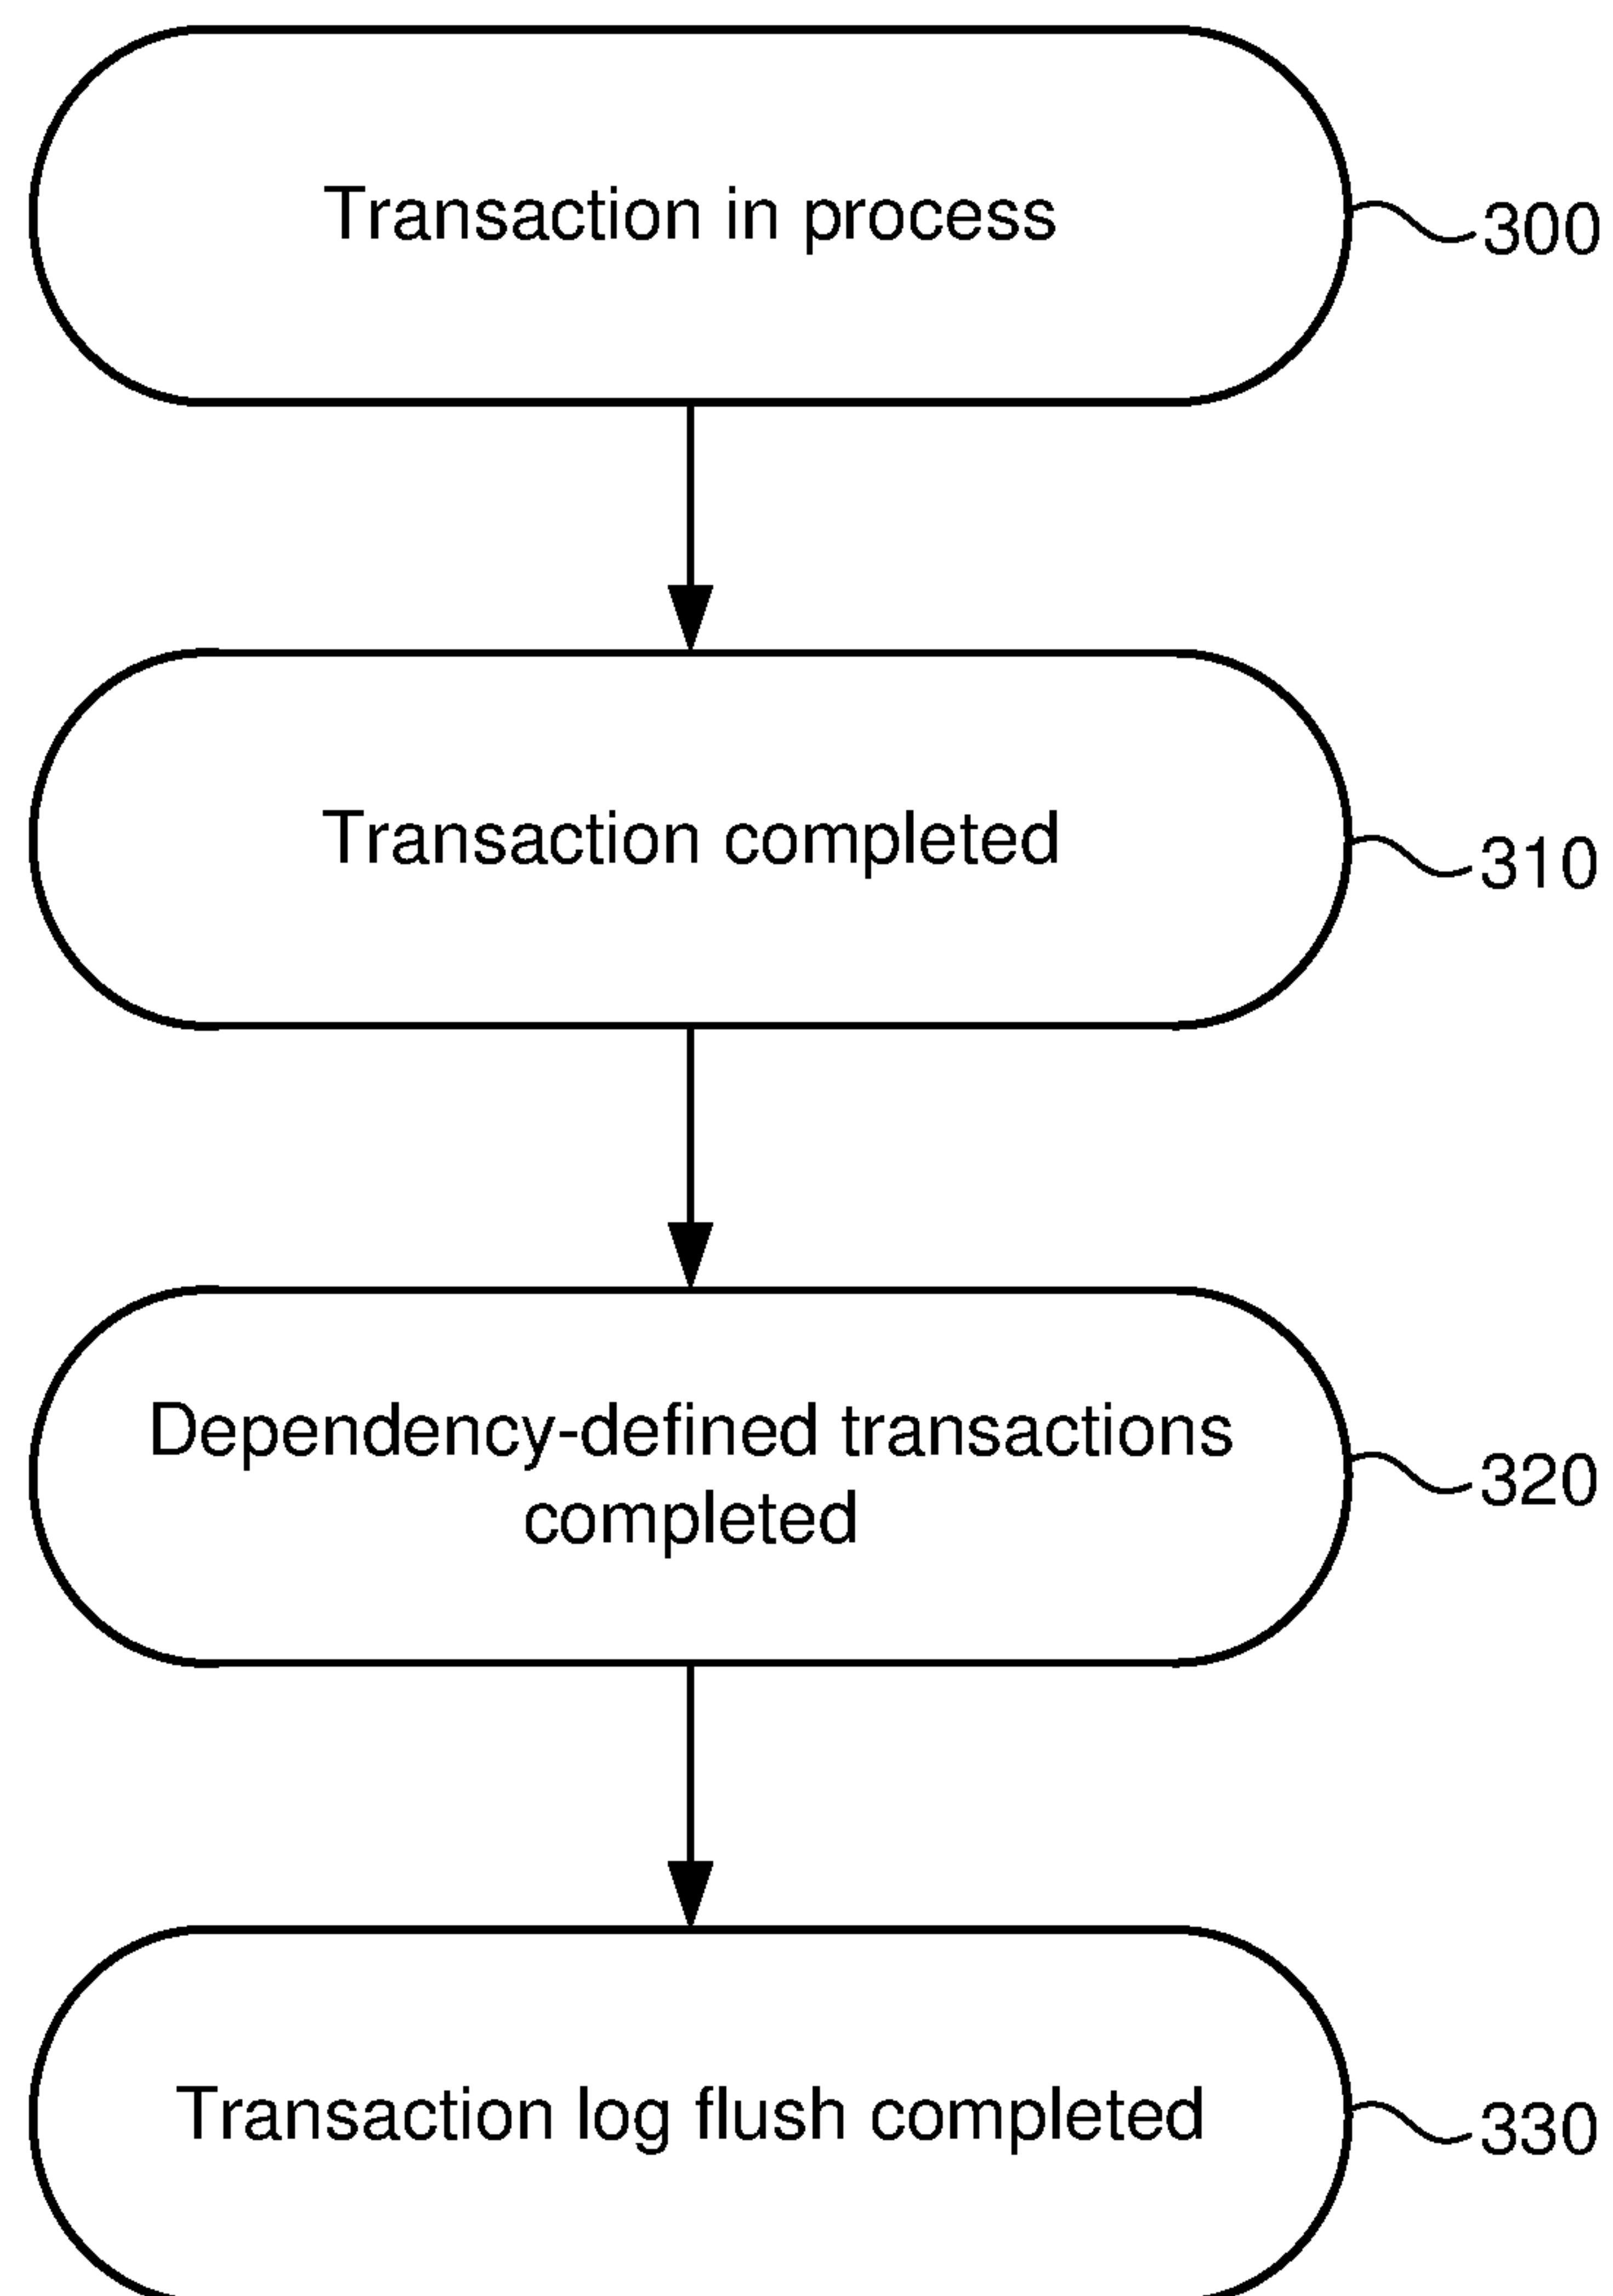 Transaction in process
300
Transaction completed
310
Dependency-defined transactions
completed
320
Transaction log flush completed
330